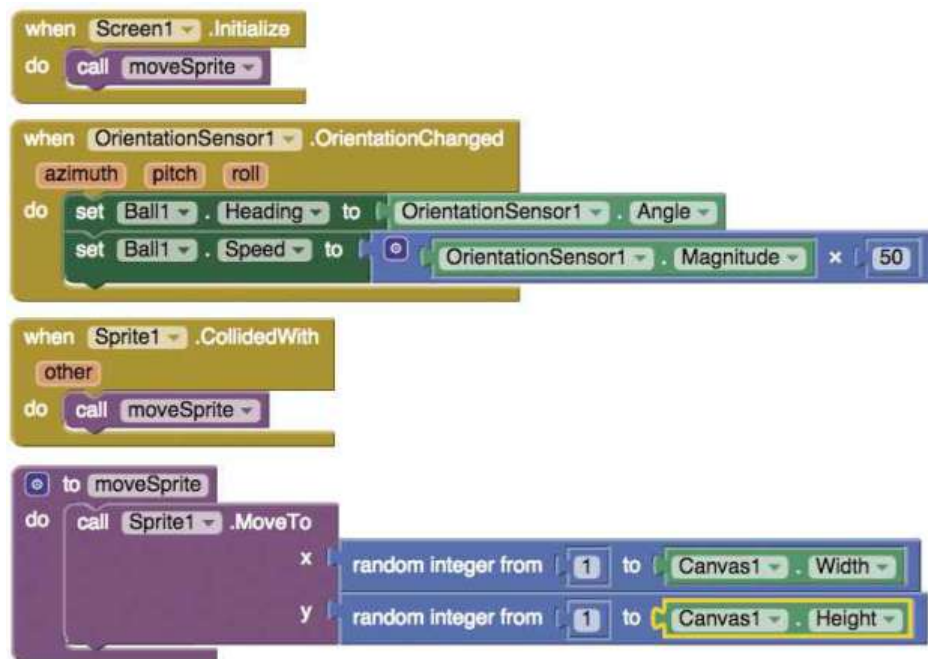 when Screen1 .Initialize
do call moveSprite
when OrientationSensor1 .OrientationChanged
azimuth pitch roll
do set Ball1 . Heading to OrientationSensor1 . Angle
set Ball1 . Speed to OrientationSensor1 . Magnitude × 50
when Sprite1 .CollidedWith
other
do call moveSprite
to moveSprite
do call Sprite1 .MoveTo
x random integer from 1 to Canvas1 . Width
y random integer from 1 to Canvas1 . Height